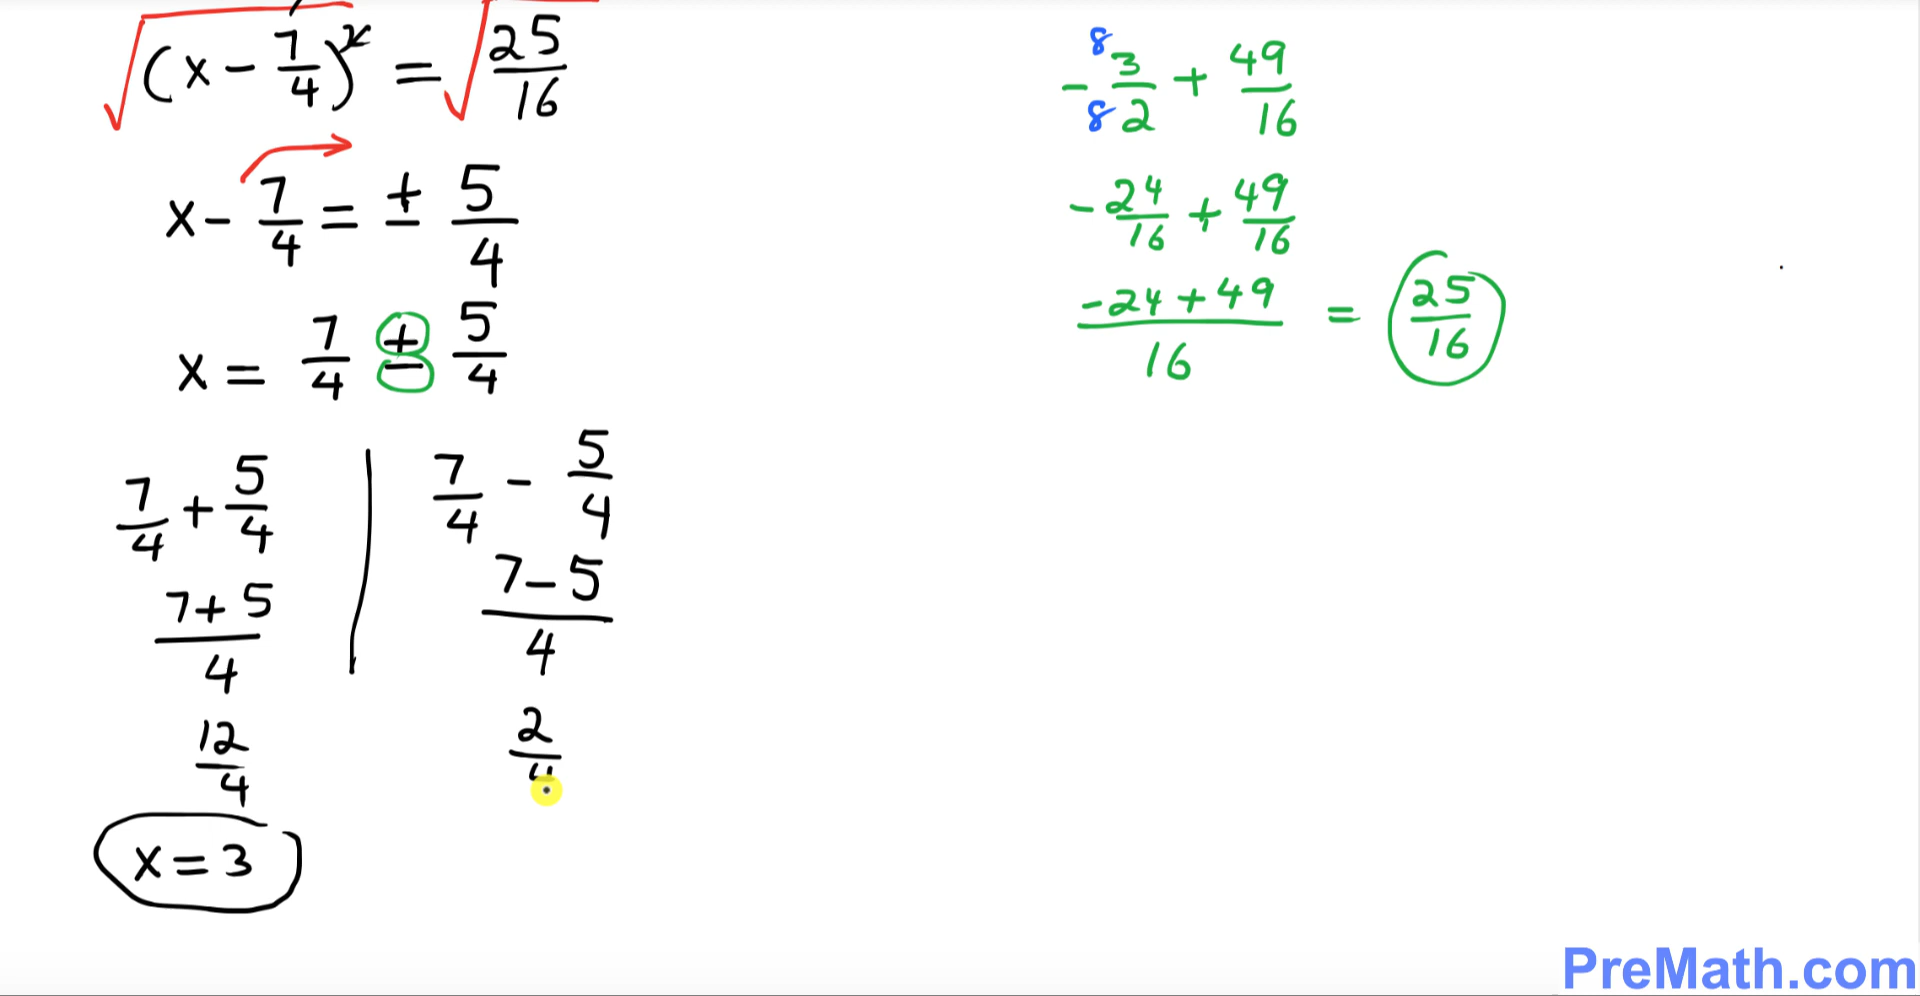 √(x - 7/4)² = √25/16
x - 7/4 = ± 5/4
x = 7/4 ± 5/4
7/4 + 5/4
7+5/4
12/4
x = 3
7/4 - 5/4
7-5/4
2/4
- 8 3/8 2 + 49/16
- 24/16 + 49/16
-24+49/16 = 25/16
PreMath.com